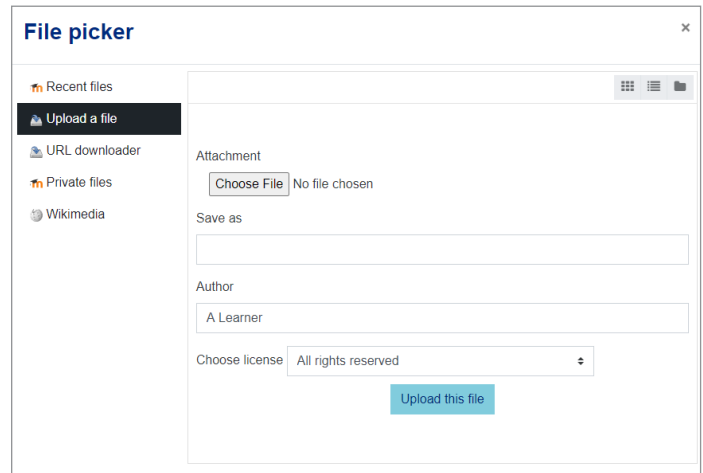 File picker
×
Recent files
Upload a file
URL downloader
Private files
Wikimedia
Attachment
Choose File No file chosen
Save as
Author
A Learner
Choose license All rights reserved
Upload this file